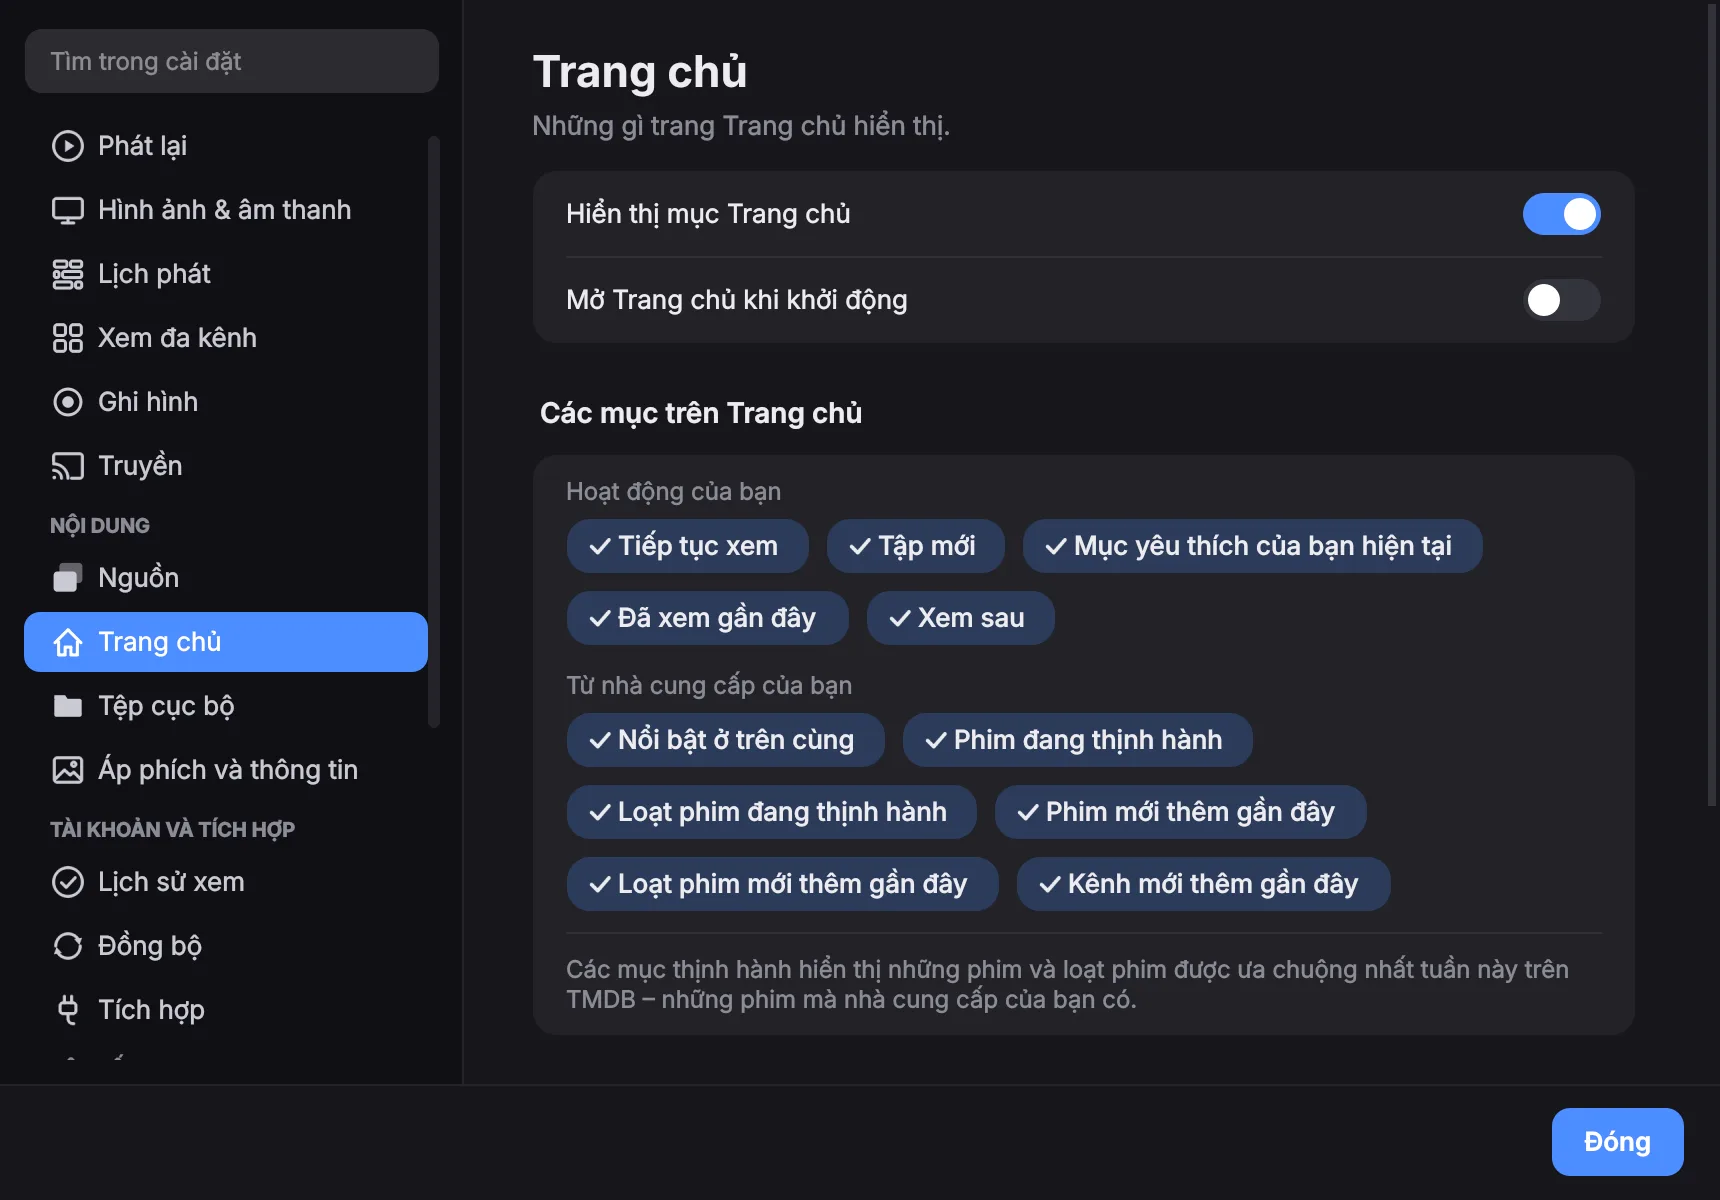 Tìm trong cài đặt
Phát lại
Hình ảnh & âm thanh
Lịch phát
Xem đa kênh
Ghi hình
Truyền
NỘI DUNG
Nguồn
Trang chủ
Tệp cục bộ
Áp phích và thông tin
TÀI KHOẢN VÀ TÍCH HỢP
Lịch sử xem
Đồng bộ
Tích hợp
Trang chủ
Những gì trang Trang chủ hiển thị.
Hiển thị mục Trang chủ
Mở Trang chủ khi khởi động
Các mục trên Trang chủ
Hoạt động của bạn
Tiếp tục xem
Tập mới
Mục yêu thích của bạn hiện tại
Đã xem gần đây
Xem sau
Từ nhà cung cấp của bạn
Nổi bật ở trên cùng
Phim đang thịnh hành
Loạt phim đang thịnh hành
Phim mới thêm gần đây
Loạt phim mới thêm gần đây
Kênh mới thêm gần đây
Các mục thịnh hành hiển thị những phim và loạt phim được ưa chuộng nhất tuần này trên
TMDB – những phim mà nhà cung cấp của bạn có.
Đóng